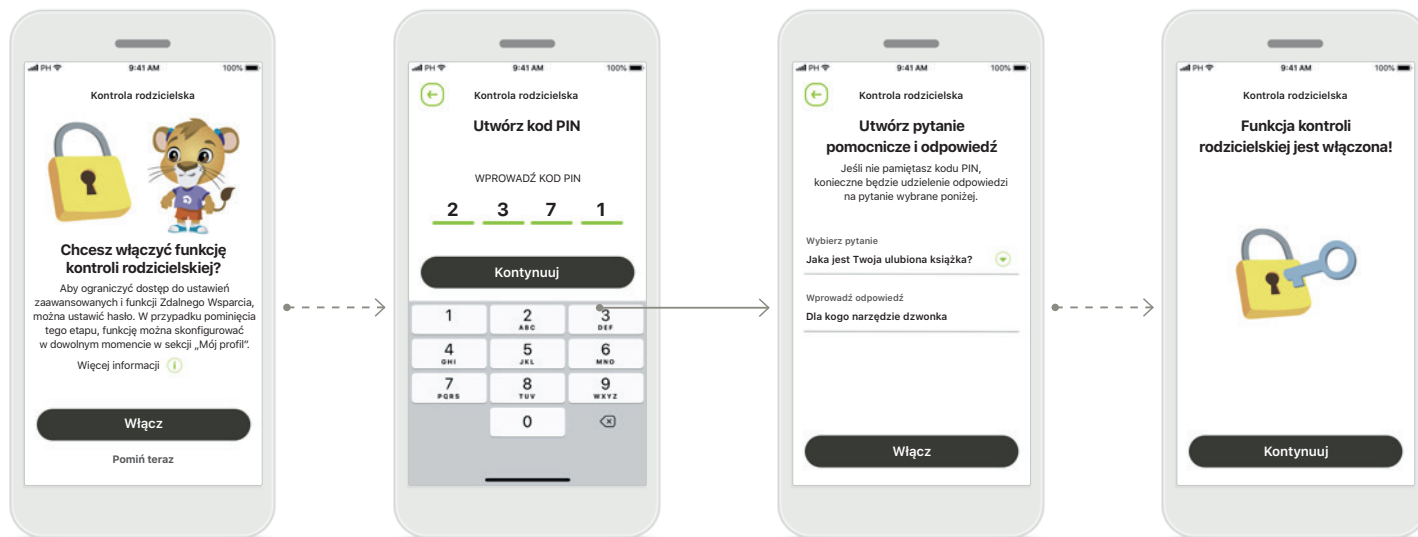 PH
9:41 AM
100%
Kontrola rodzicielska
Chcesz włączyć funkcję
kontroli rodzicielskiej?
Aby ograniczyć dostęp do ustawień
zaawansowanych i funkcji Zdalnego Wsparcia,
można ustawić hasło. W przypadku pominięcia
tego etapu, funkcję można skonfigurować
w dowolnym momencie w sekcji „Mój profil”.
Więcej informacji i
Włącz
Pomiń teraz
PH
9:41 AM
100%
Kontrola rodzicielska
Utwórz kod PIN
WPROWADŹ KOD PIN
2 3 7 1
Kontynuuj
1 2 3
ABC DEF
4 5 6
GHI JKL MNO
7 8 9
PQRS TUV WXYZ
0
PH
9:41 AM
100%
Kontrola rodzicielska
Utwórz pytanie
pomocnicze i odpowiedź
Jeśli nie pamiętasz kodu PIN,
konieczne będzie udzielenie odpowiedzi
na pytanie wybrane poniżej.
Wybierz pytanie
Jaka jest Twoja ulubiona książka?
Wprowadź odpowiedź
Dla kogo narzędzie dzwonka
Włącz
PH
9:41 AM
100%
Kontrola rodzicielska
Funkcja kontroli
rodzicielskiej jest włączona!
Kontynuuj